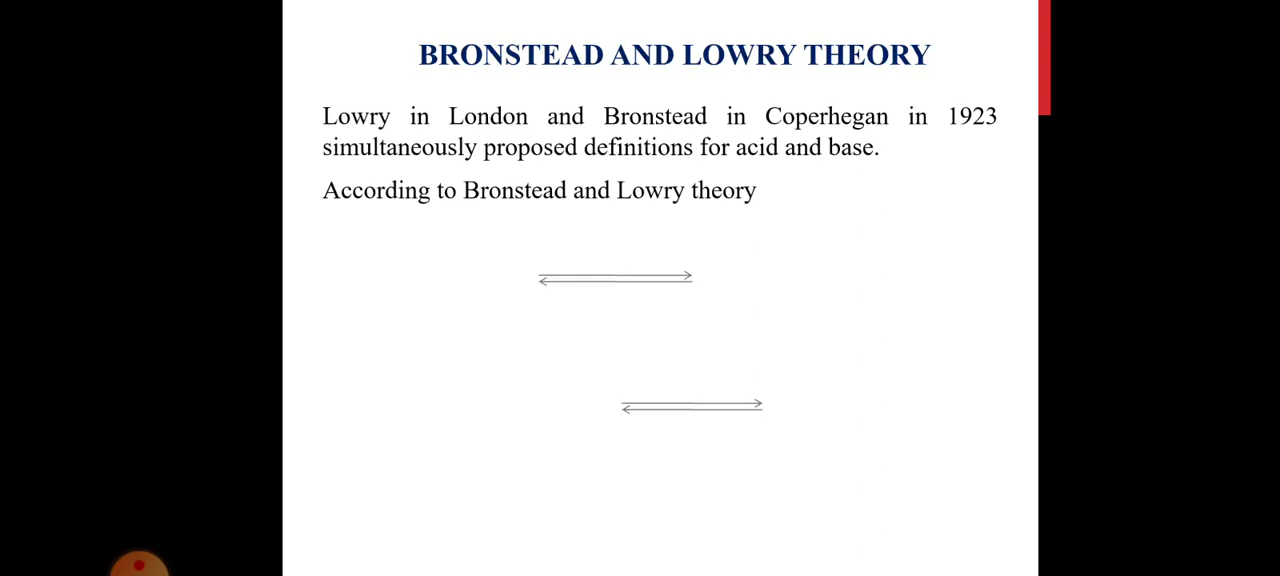 BRONSTEAD AND LOWRY THEORY
Lowry in London and Bronstead in Coperhegan in 1923
simultaneously proposed definitions for acid and base.
According to Bronstead and Lowry theory